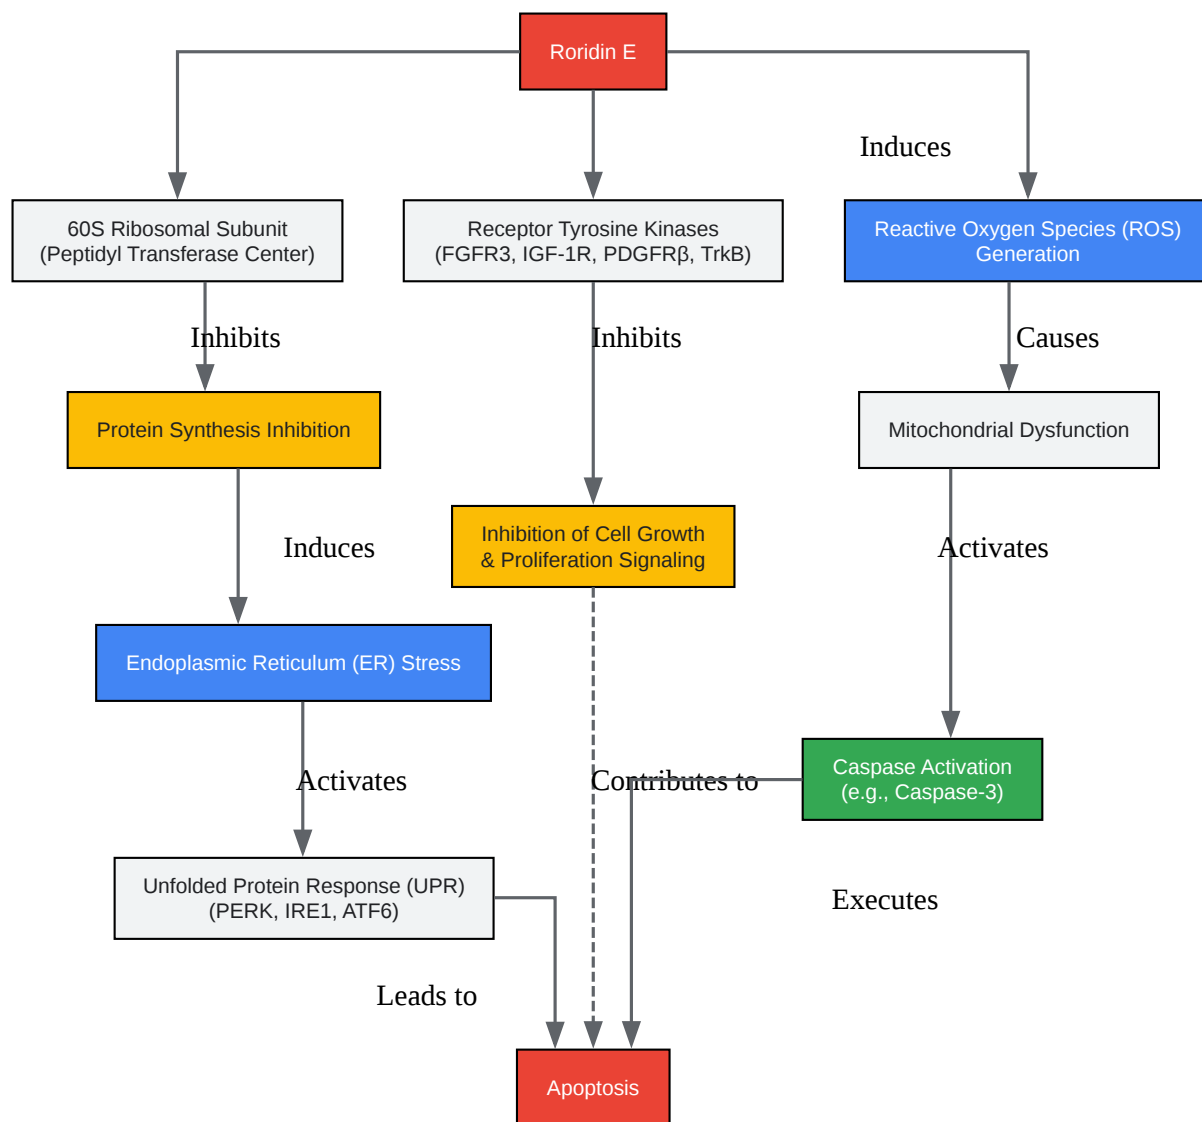 Roridin E
Induces
60S Ribosomal Subunit
(Peptidyl Transferase Center)
Receptor Tyrosine Kinases
(FGFR3, IGF-1R, PDGFRβ, TrkB)
Reactive Oxygen Species (ROS)
Generation
Inhibits
Inhibits
Causes
Protein Synthesis Inhibition
Mitochondrial Dysfunction
Induces
Inhibition of Cell Growth
& Proliferation Signaling
Activates
Endoplasmic Reticulum (ER) Stress
Activates
Contributes to
Caspase Activation
(e.g., Caspase-3)
Unfolded Protein Response (UPR)
(PERK, IRE1, ATF6)
Executes
Leads to
Apoptosis